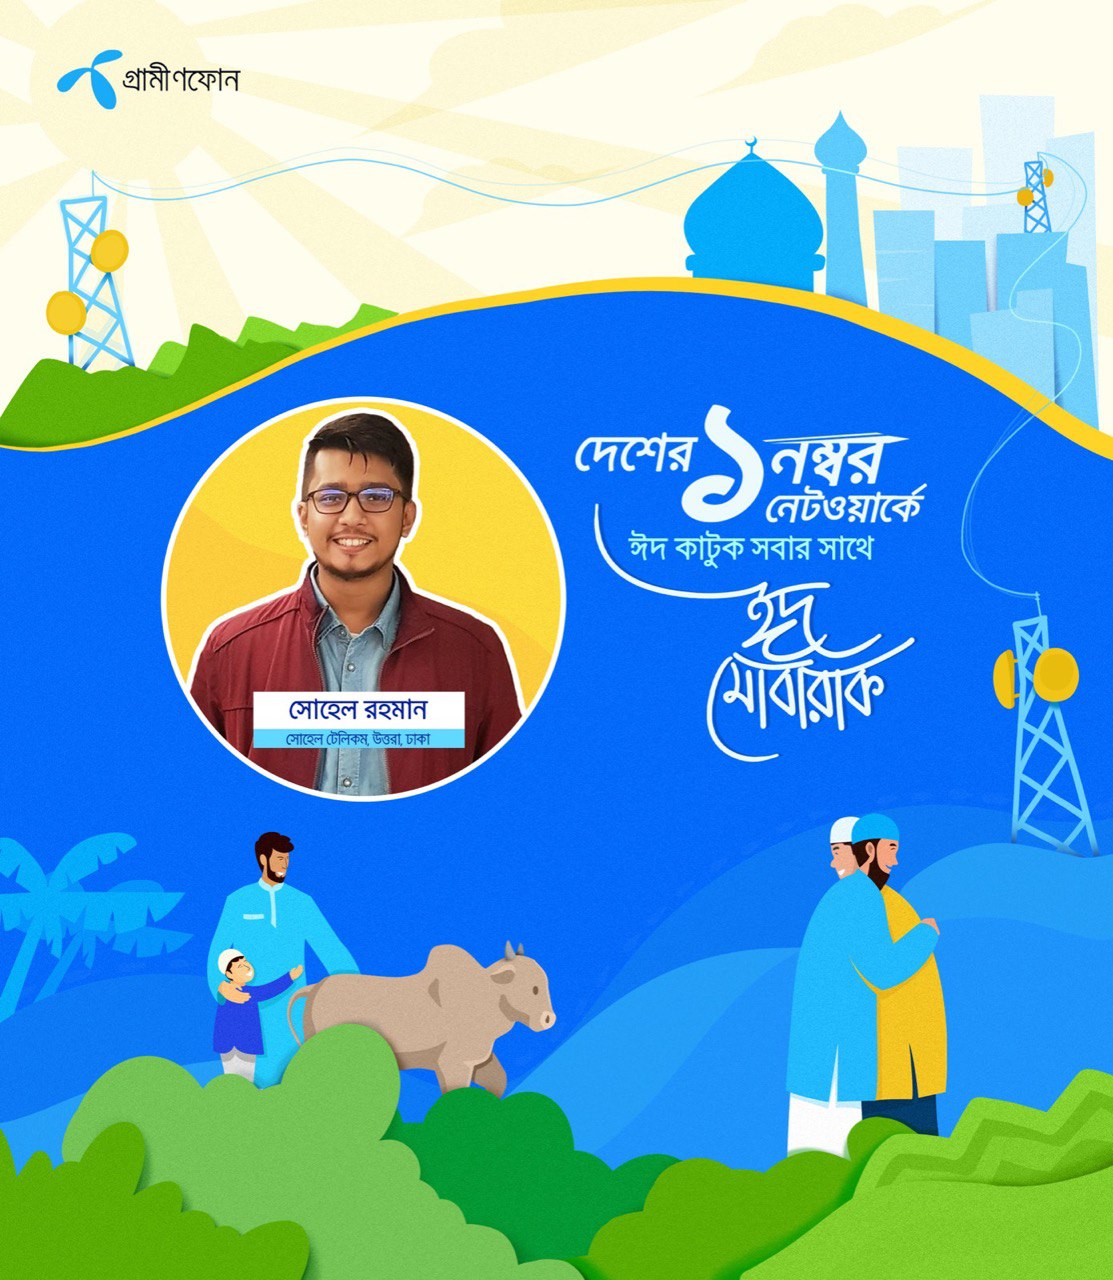 গ্রামীণফোন
দেশের ১ নম্বর
নেটওয়ার্কে
ঈদ কাটুক সবার সাথে
ঈদ
মোবারক
সোহেল রহমান
সোহেল টেলিকম, উত্তরা, ঢাকা